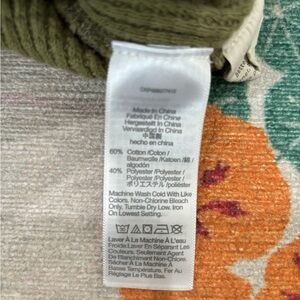 Made In China
Fabriqué En China
Hergestellt In China
Vervaardigd In China
中国製
hecho en china
60% Cotton /Coton /
Baumwolle /Katoen /綿 /
algodón
40% Polyester /Polyester /
Polyester /Polyester /
ポリエステル /poliéster
Machine Wash Cold With Like
Colors, Non-Chlorine Bleach
Only, Tumble Dry Low, Iron
On Lowest Setting.
Laver À La Machine À L'eau
Froide Laver En Séparant Les
Couleurs, Seulement Agent
De Blanchiment Non-Chlore,
Sécher À La Machine À
Basse Température, Fer Au
Réglage Le Plus Bas.